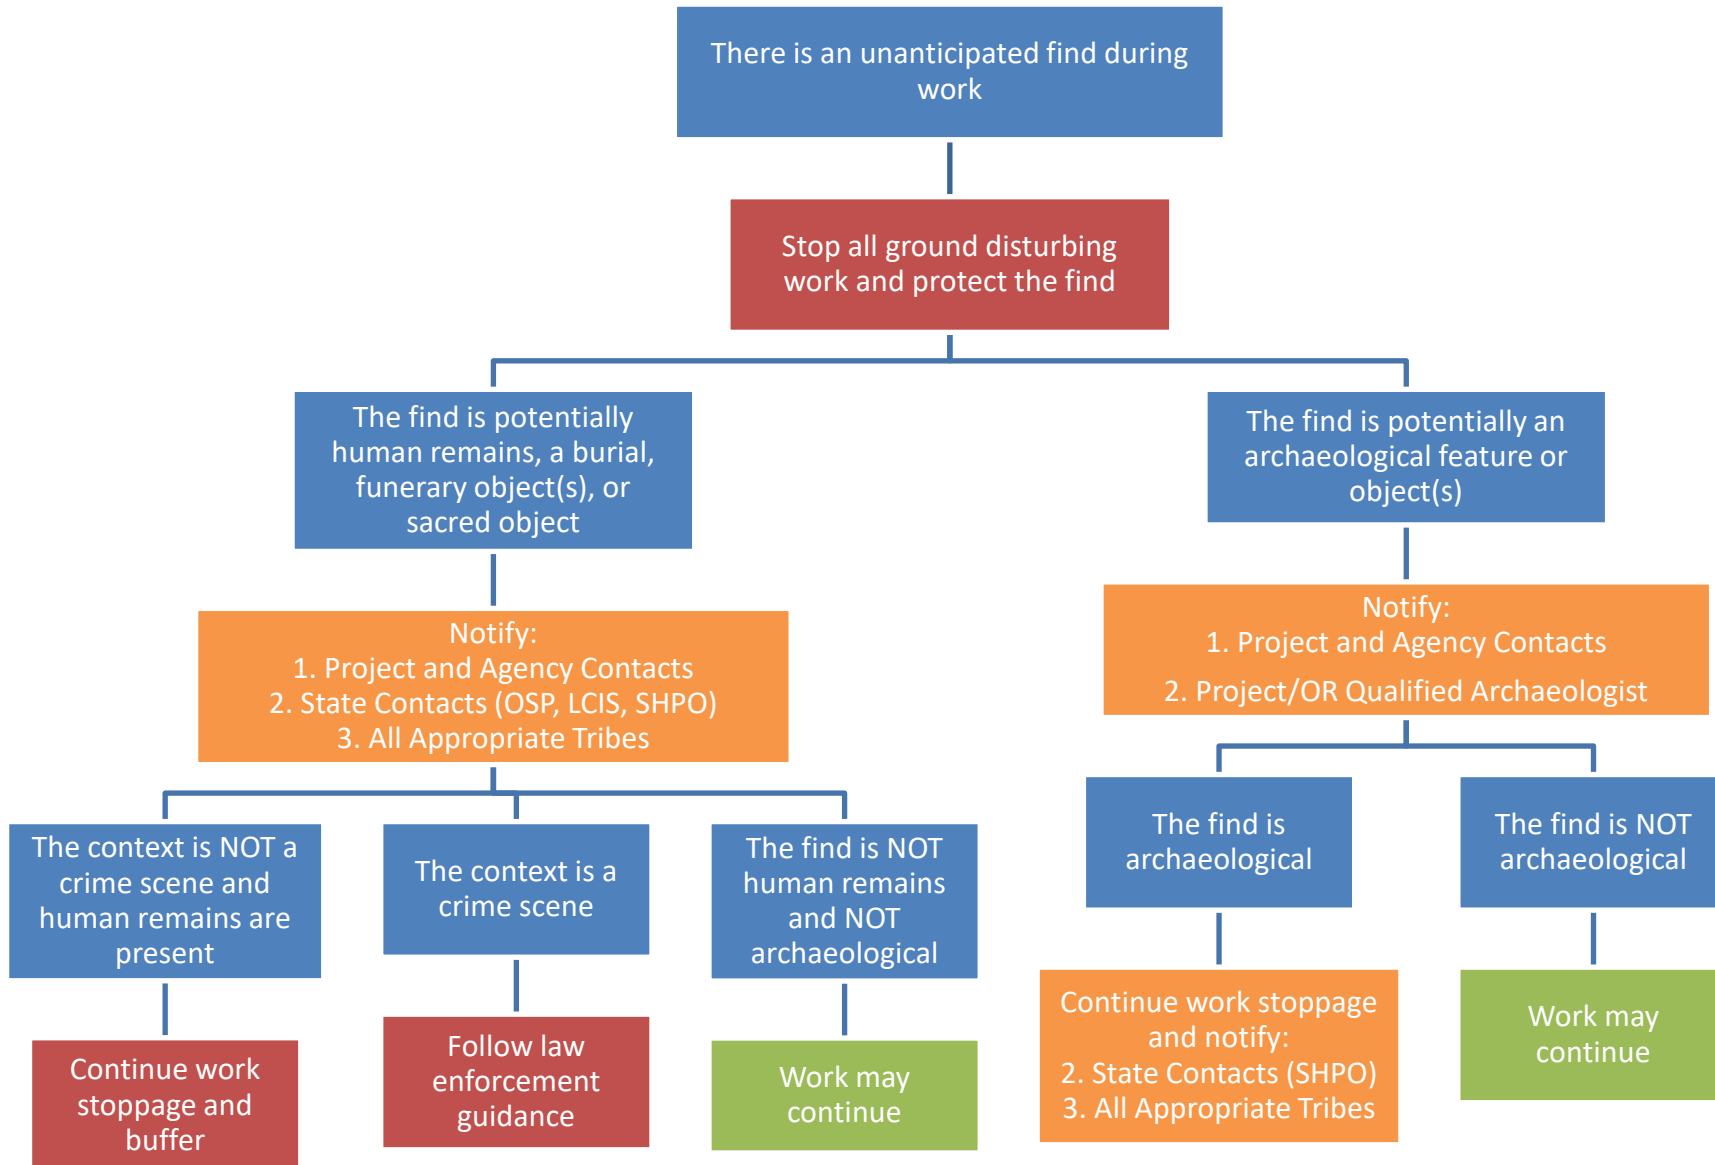 There is an unanticipated find during
work
Stop all ground disturbing
work and protect the find
The find is potentially
human remains, a burial,
funerary object(s), or
sacred object
The find is potentially an
archaeological feature or
object(s)
Notify:
1. Project and Agency Contacts
2. State Contacts (OSP, LCIS, SHPO)
3. All Appropriate Tribes
Notify:
1. Project and Agency Contacts
2. Project/OR Qualified Archaeologist
The context is NOT a
crime scene and
human remains are
present
The context is a
crime scene
The find is NOT
human remains
and NOT
archaeological
The find is
archaeological
The find is NOT
archaeological
Continue work
stoppage and
buffer
Follow law
enforcement
guidance
Work may
continue
Continue work stoppage
and notify:
2. State Contacts (SHPO)
3. All Appropriate Tribes
Work may
continue